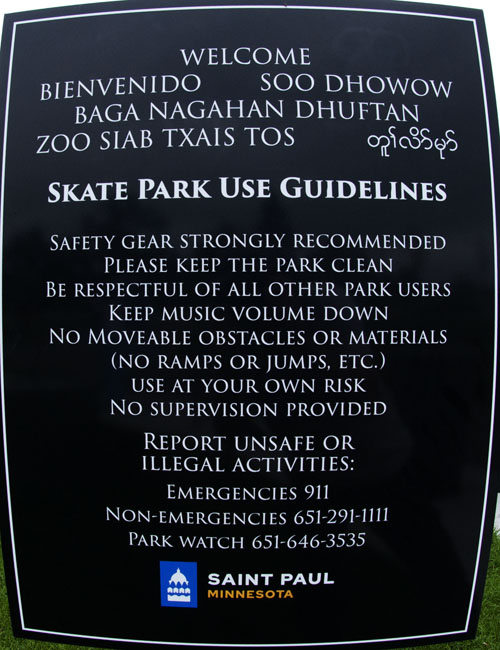 WELCOME
BIENVENIDO SOO DHOWOW
BAGA NAGAHAN DHUFTAN
ZOO SIAB TXAIS TOS တူၢ်လိာ်မုာ်
SKATE PARK USE GUIDELINES
SAFETY GEAR STRONGLY RECOMMENDED
PLEASE KEEP THE PARK CLEAN
BE RESPECTFUL OF ALL OTHER PARK USERS
KEEP MUSIC VOLUME DOWN
NO MOVEABLE OBSTACLES OR MATERIALS
(NO RAMPS OR JUMPS, ETC.)
USE AT YOUR OWN RISK
NO SUPERVISION PROVIDED
REPORT UNSAFE OR
ILLEGAL ACTIVITIES:
EMERGENCIES 911
NON-EMERGENCIES 651-291-1111
PARK WATCH 651-646-3535
SAINT PAUL
MINNESOTA